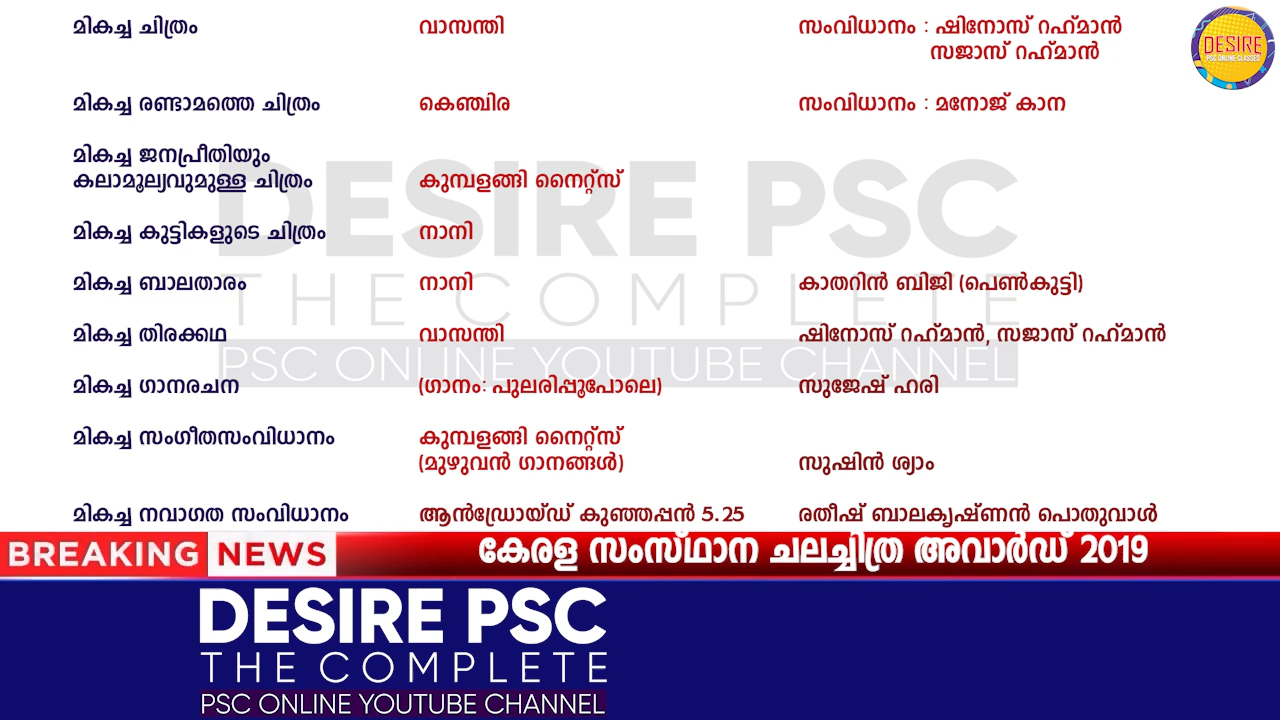 മികച്ച ചിത്രം വാസന്തി സംവിധാനം : ഷിനോസ് റഹ്മാൻ
സജാസ് റഹ്മാൻ
DESIRE
PSC ONLINE CLASSES
മികച്ച രണ്ടാമത്തെ ചിത്രം കെഞ്ചിര സംവിധാനം : മനോജ് കാന
മികച്ച ജനപ്രീതിയും
കലാമൂല്യവുമുള്ള ചിത്രം കുമ്പളങ്ങി നൈറ്റ്സ്
DESIRE PSC
മികച്ച കുട്ടികളുടെ ചിത്രം നാനി
മികച്ച ബാലതാരം നാനി കാതറിൻ ബിജി (പെൺകുട്ടി)
THE COMPLETE
മികച്ച തിരക്കഥ വാസന്തി ഷിനോസ് റഹ്മാൻ, സജാസ് റഹ്മാൻ
PSC ONLINE YOUTUBE CHANNEL
മികച്ച ഗാനരചന (ഗാനം: പുലരിപ്പൂപോലെ) സുജേഷ് ഹരി
മികച്ച സംഗീതസംവിധാനം കുമ്പളങ്ങി നൈറ്റ്സ്
(മുഴുവൻ ഗാനങ്ങൾ) സുഷിൻ ശ്യാം
മികച്ച നവാഗത സംവിധാനം ആൻഡ്രോയ്ഡ് കുഞ്ഞപ്പൻ 5.25 രതീഷ് ബാലകൃഷ്ണൻ പൊതുവാൾ
BREAKING NEWS കേരള സംസ്ഥാന ചലച്ചിത്ര അവാർഡ് 2019
DESIRE PSC
THE COMPLETE
PSC ONLINE YOUTUBE CHANNEL